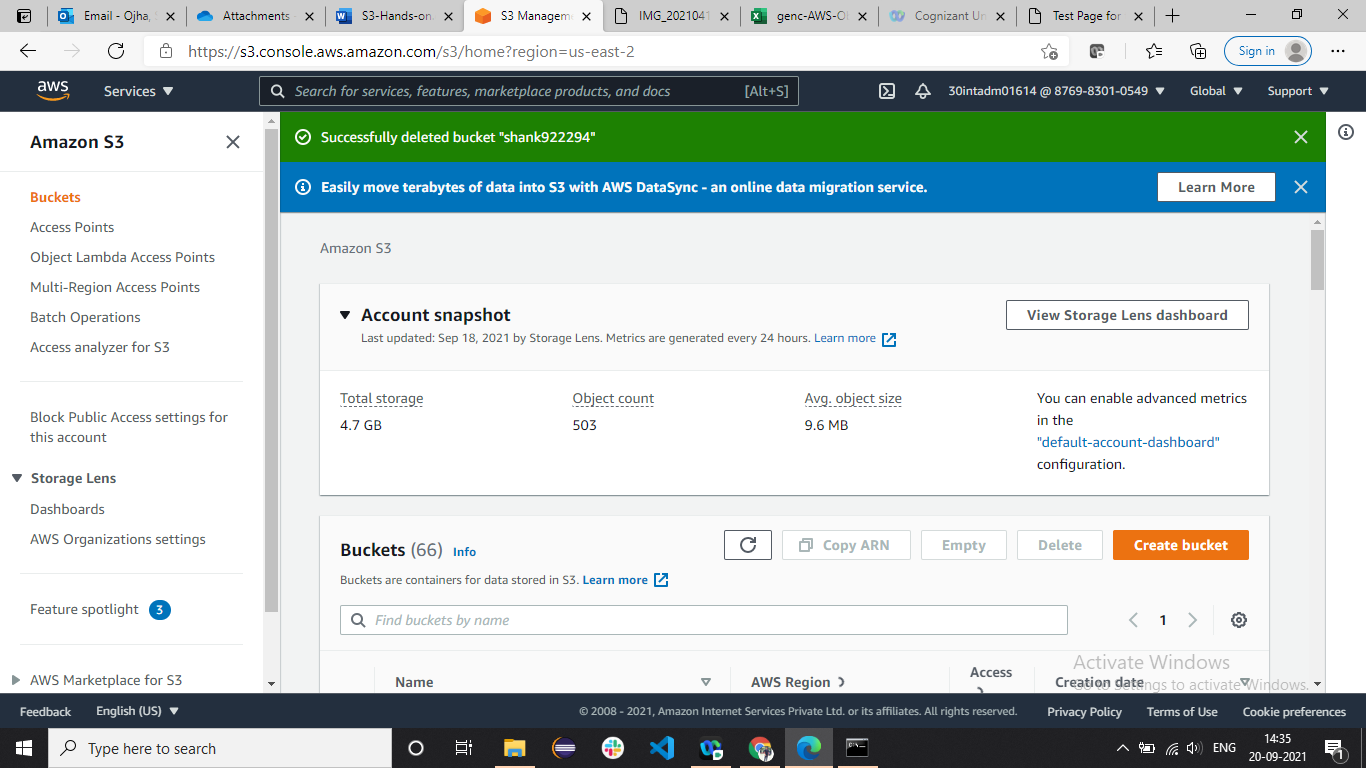 Email - Ojha,
Attachments -
S3-Hands-on
S3 Managem
IMG_2021041
genc-AWS-Ol
Cognizant Un
Test Page for
https://s3.console.aws.amazon.com/s3/home?region=us-east-2
Sign in
aws
Services
Search for services, features, marketplace products, and docs
[Alt+S]
30intadm01614 @ 8769-8301-0549
Global
Support
Amazon S3
Successfully deleted bucket "shank922294"
Easily move terabytes of data into S3 with AWS DataSync - an online data migration service.
Learn More
Buckets
Access Points
Object Lambda Access Points
Multi-Region Access Points
Batch Operations
Access analyzer for S3
Block Public Access settings for
this account
Storage Lens
Dashboards
AWS Organizations settings
Feature spotlight 3
AWS Marketplace for S3
Amazon S3
Account snapshot
View Storage Lens dashboard
Last updated: Sep 18, 2021 by Storage Lens. Metrics are generated every 24 hours. Learn more
Total storage
4.7 GB
Object count
503
Avg. object size
9.6 MB
You can enable advanced metrics
in the
"default-account-dashboard"
configuration.
Buckets (66) Info
Copy ARN
Empty
Delete
Create bucket
Buckets are containers for data stored in S3. Learn more
Find buckets by name
1
Name
AWS Region
Access
Creation date
Activate Windows
Go to Settings to activate Windows.
Feedback
English (US)
© 2008 - 2021, Amazon Internet Services Private Ltd. or its affiliates. All rights reserved.
Privacy Policy
Terms of Use
Cookie preferences
Type here to search
ENG
14:35
20-09-2021
1